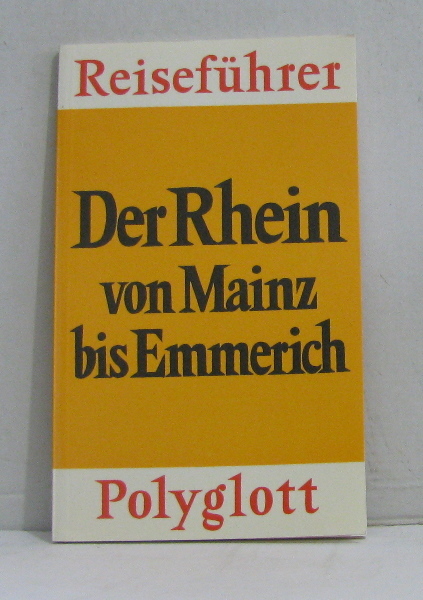 Reiseführer
Der Rhein
von Mainz
bis Emmerich
Polyglott